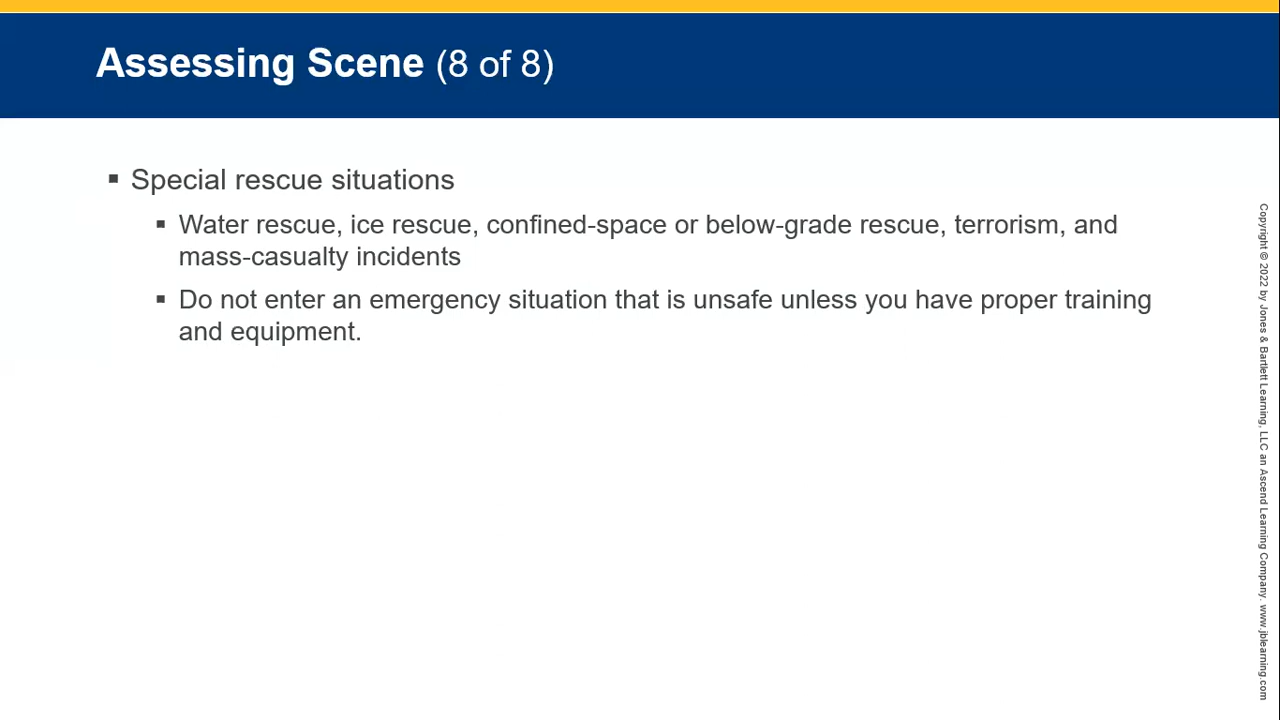 Assessing Scene (8 of 8)
▪ Special rescue situations
▪ Water rescue, ice rescue, confined-space or below-grade rescue, terrorism, and
mass-casualty incidents
▪ Do not enter an emergency situation that is unsafe unless you have proper training
and equipment.
Copyright © 2022 by Jones & Bartlett Learning, LLC an Ascend Learning Company. www.jblearning.com